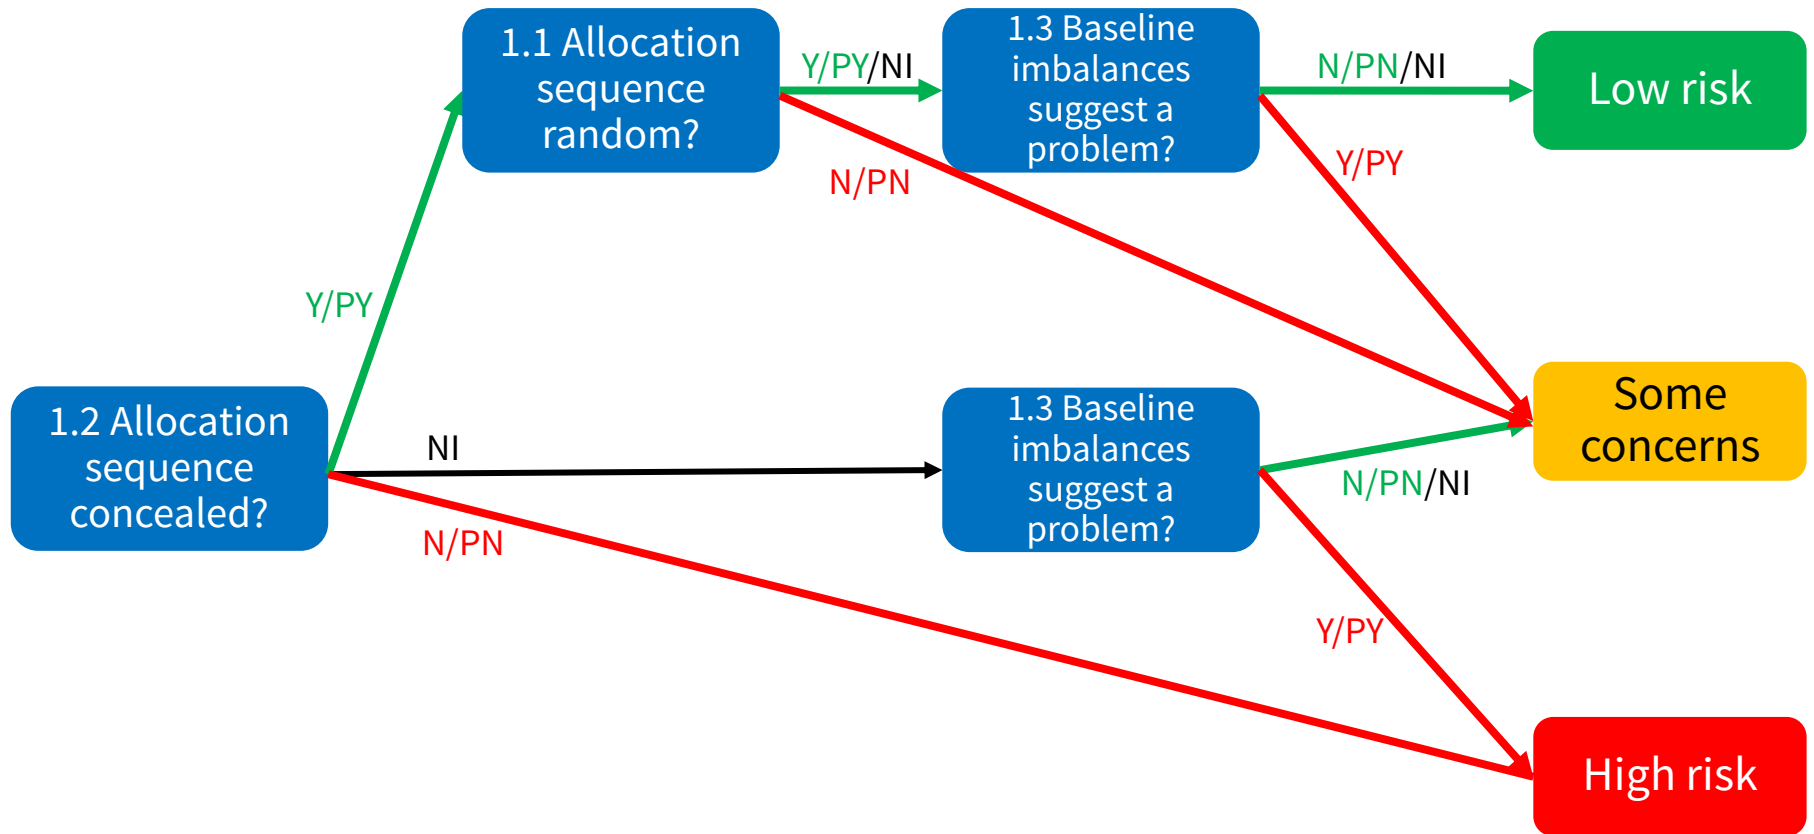 1.1 Allocation
sequence
random?
Y/PY/NI
1.3 Baseline
imbalances
suggest a
problem?
N/PN/NI
Low risk
N/PN
Y/PY
Y/PY
1.2 Allocation
sequence
concealed?
NI
1.3 Baseline
imbalances
suggest a
problem?
Some
concerns
N/PN/NI
N/PN
Y/PY
High risk